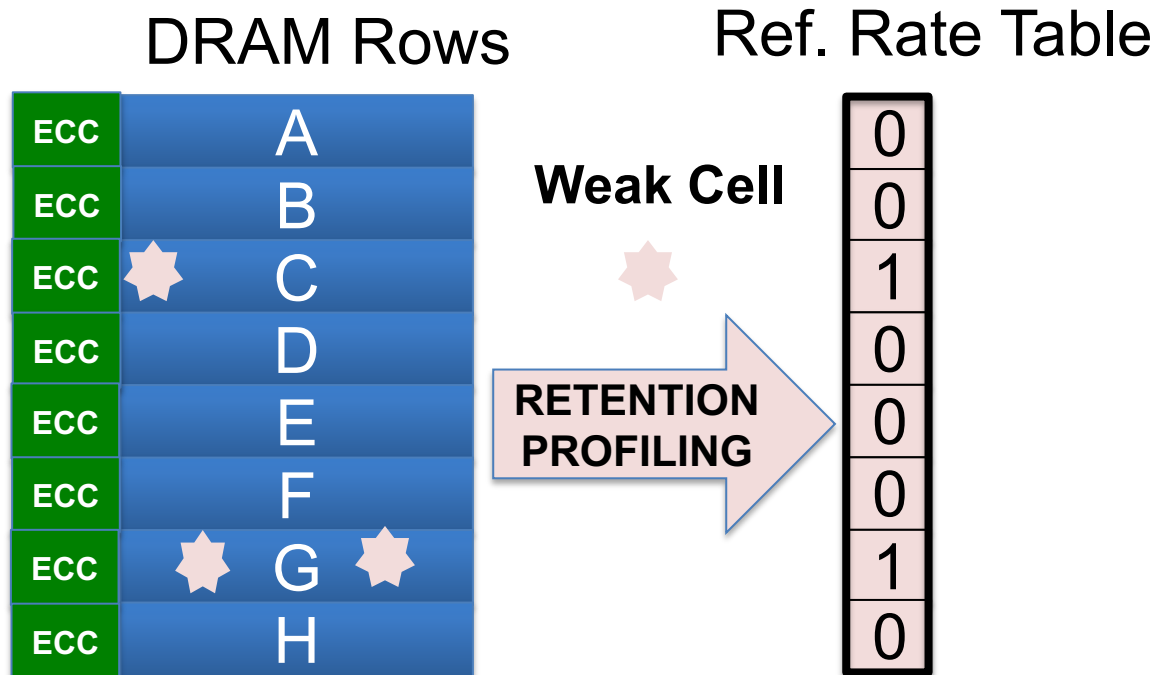 DRAM Rows
Ref. Rate Table
ECC A 0
ECC B 0
Weak Cell
ECC C 1
ECC D 0
ECC E 0
RETENTION
PROFILING
ECC F 0
ECC G 1
ECC H 0